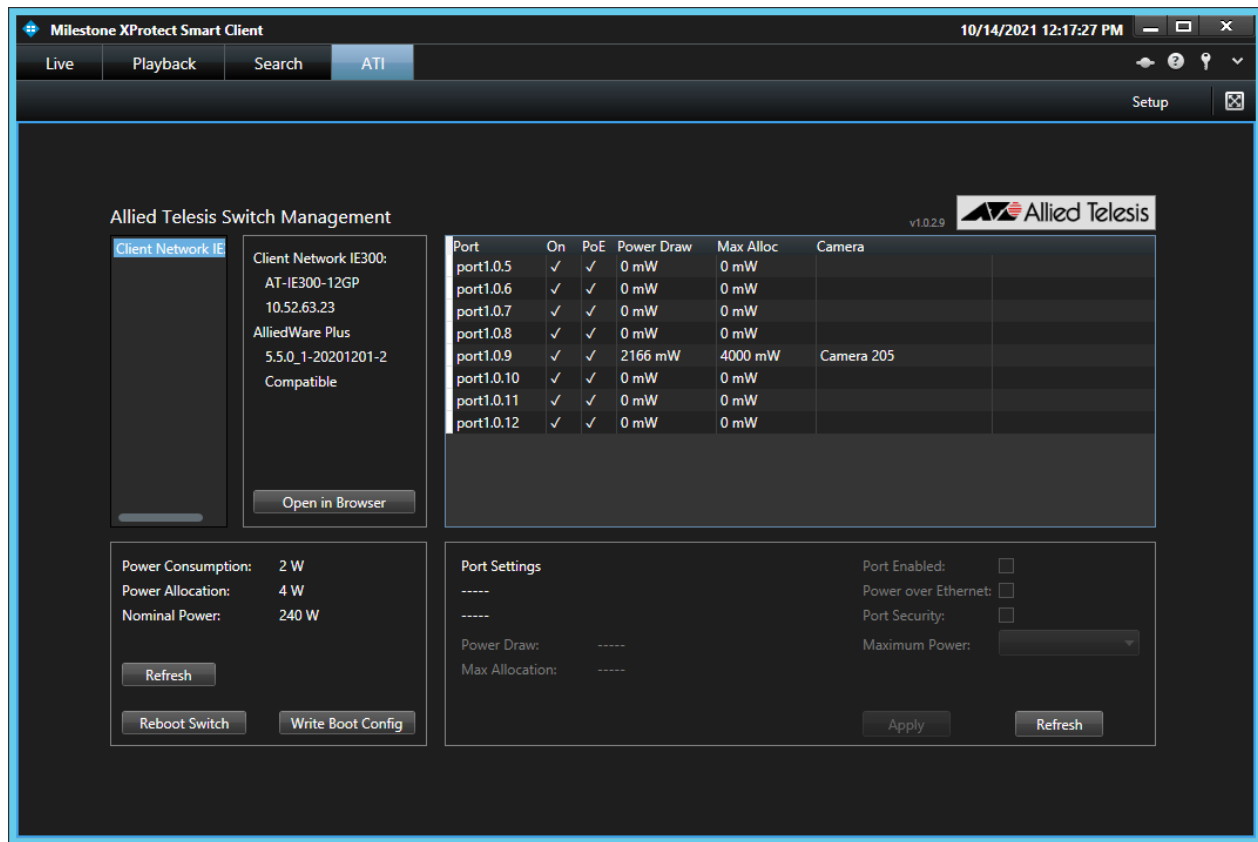 Milestone XProtect Smart Client 10/14/2021 12:17:27 PM
Live Playback Search ATI
Setup
Allied Telesis Switch Management
v1.0.2.9 Allied Telesis
Client Network IE
Client Network IE300:
AT-IE300-12GP
10.52.63.23
AlliedWare Plus
5.5.0_1-20201201-2
Compatible
Open in Browser
Port On PoE Power Draw Max Alloc Camera
port1.0.5 ✓ ✓ 0 mW 0 mW
port1.0.6 ✓ ✓ 0 mW 0 mW
port1.0.7 ✓ ✓ 0 mW 0 mW
port1.0.8 ✓ ✓ 0 mW 0 mW
port1.0.9 ✓ ✓ 2166 mW 4000 mW Camera 205
port1.0.10 ✓ ✓ 0 mW 0 mW
port1.0.11 ✓ ✓ 0 mW 0 mW
port1.0.12 ✓ ✓ 0 mW 0 mW
Power Consumption: 2 W
Power Allocation: 4 W
Nominal Power: 240 W
Refresh
Reboot Switch Write Boot Config
Port Settings
-----
-----
Power Draw: -----
Max Allocation: -----
Port Enabled:
Power over Ethernet:
Port Security:
Maximum Power:
Apply Refresh